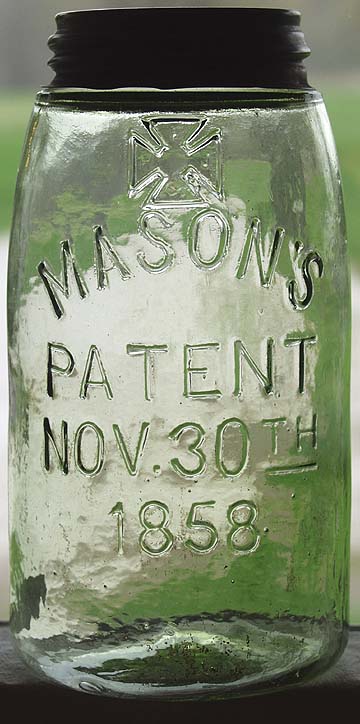 MASON'S
PATENT
NOV. 30TH
1858